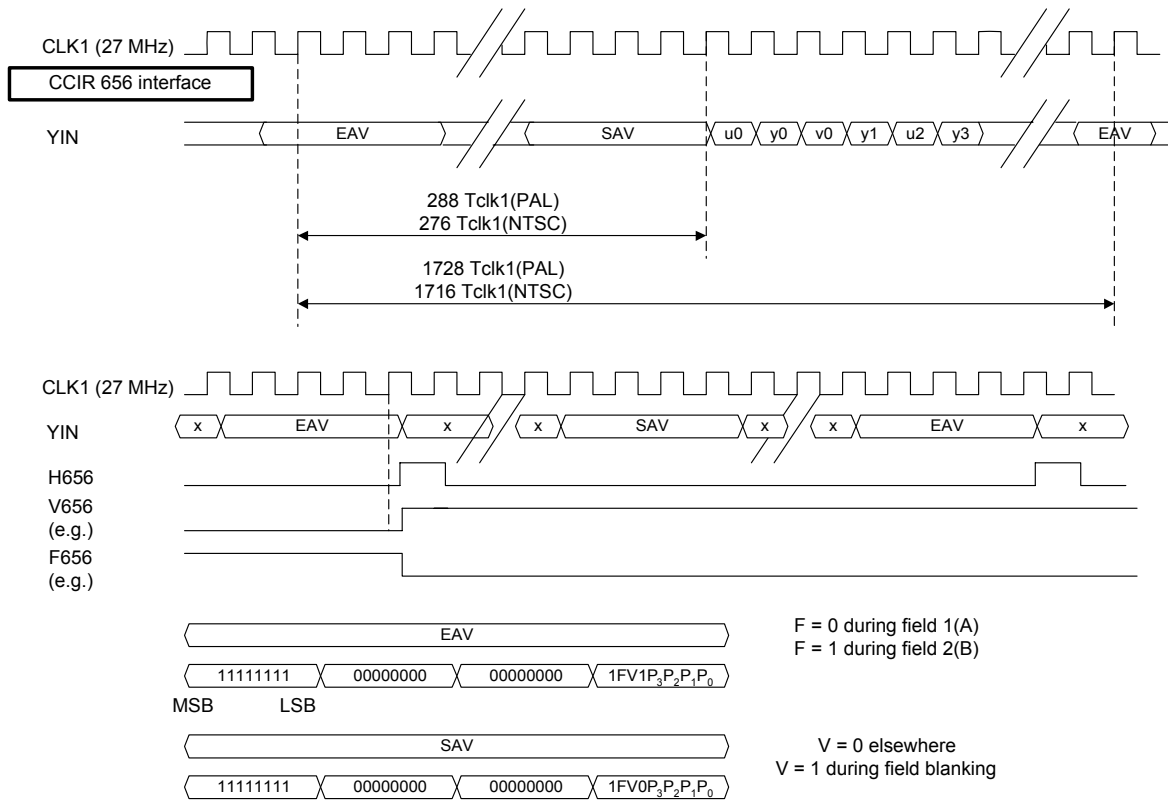 CLK1 (27 MHz)
CCIR 656 interface
YIN
EAV
SAV
u0
y0
v0
y1
u2
y3
EAV
288 Tclk1(PAL)
276 Tclk1(NTSC)
1728 Tclk1(PAL)
1716 Tclk1(NTSC)
CLK1 (27 MHz)
YIN
x
EAV
x
x
SAV
x
x
EAV
x
H656
V656
(e.g.)
F656
(e.g.)
EAV
11111111
00000000
00000000
1FV1P₃P₂P₁P₀
MSB
LSB
F = 0 during field 1(A)
F = 1 during field 2(B)
SAV
11111111
00000000
00000000
1FV0P₃P₂P₁P₀
V = 0 elsewhere
V = 1 during field blanking